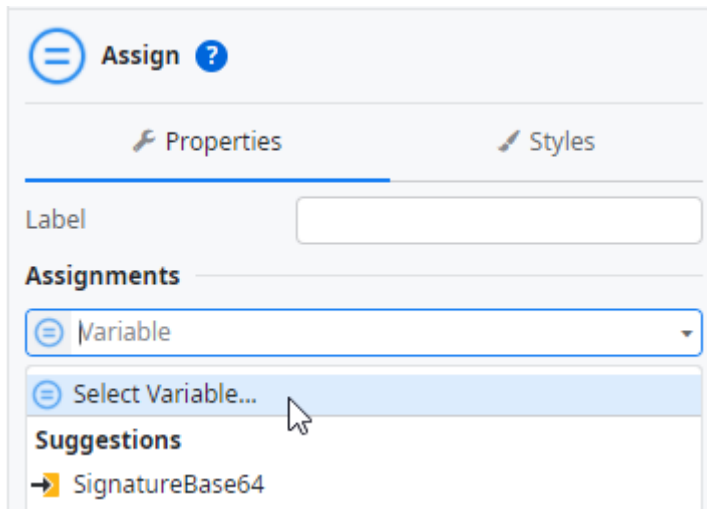 Assign ?
Properties Styles
Label
Assignments
Variable
Select Variable...
Suggestions
SignatureBase64